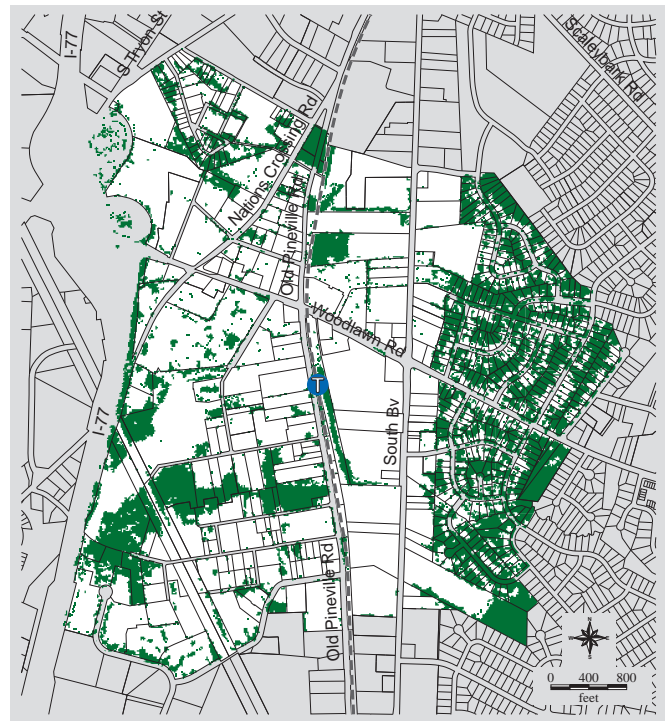 I-77
S Tryon St
Scaleybark Rd
Nations Crossing Rd
Old Pineville Rd
Woodlawn Rd
T
I-77
South Bv
Old Pineville Rd
N
W E
S
0 400 800
feet